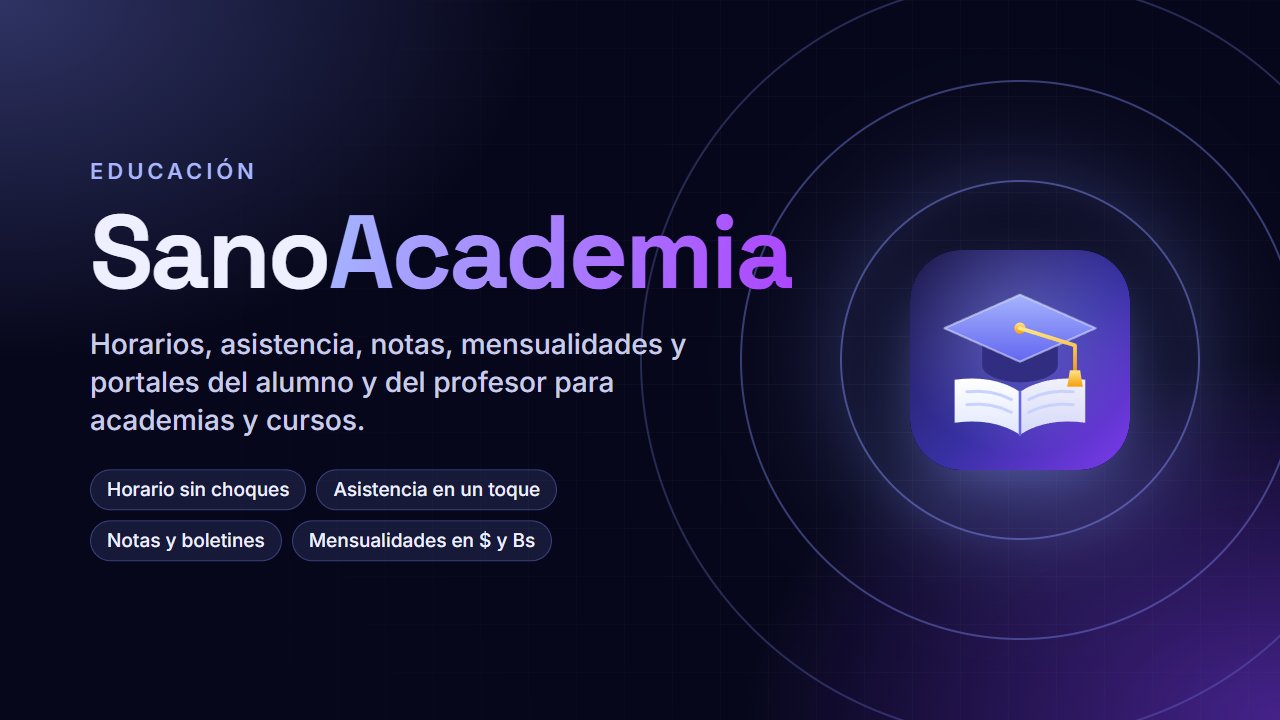 EDUCACIÓN
SanoAcademia
Horarios, asistencia, notas, mensualidades y
portales del alumno y del profesor para
academias y cursos.
Horario sin choques
Asistencia en un toque
Notas y boletines
Mensualidades en $ y Bs